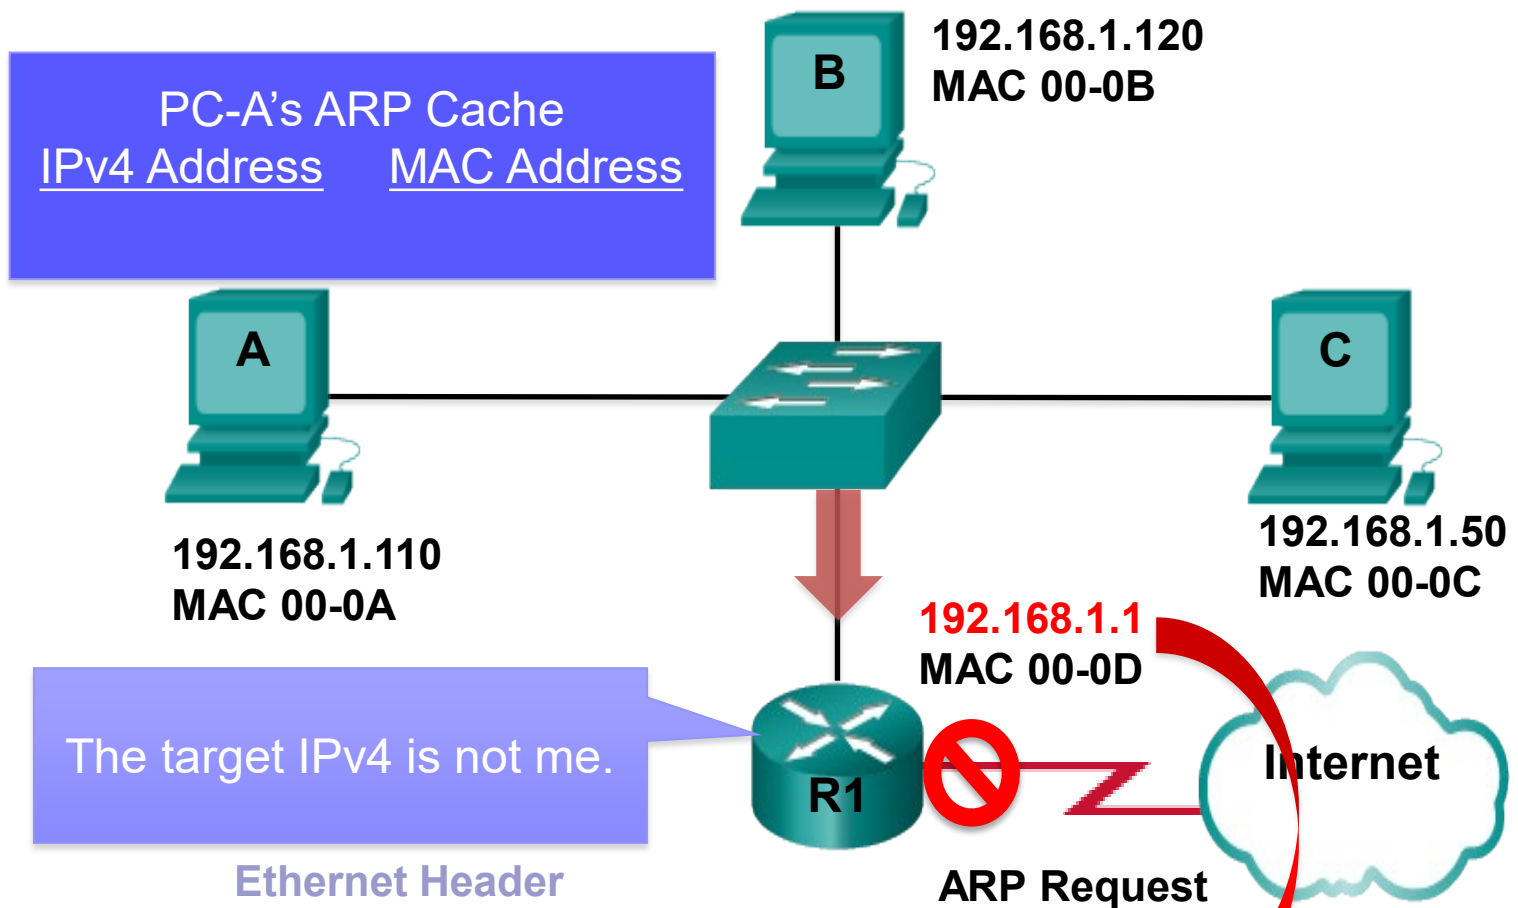 PC-A's ARP Cache
IPv4 Address MAC Address
B
192.168.1.120
MAC 00-0B
A
192.168.1.110
MAC 00-0A
C
192.168.1.50
MAC 00-0C
192.168.1.1
MAC 00-0D
The target IPv4 is not me.
R1
Internet
Ethernet Header
ARP Request